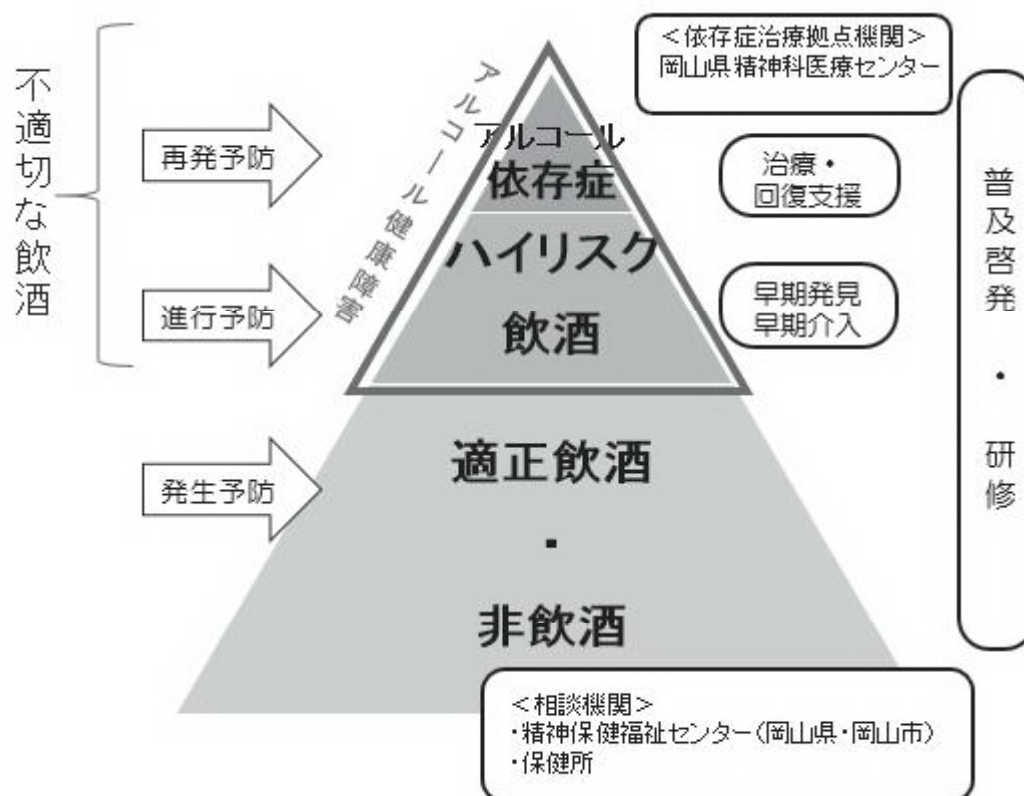 不適切な飲酒
再発予防
進行予防
発生予防
アルコール健康障害
アルコール
依存症
ハイリスク
飲酒
適正飲酒
・
非飲酒
＜依存症治療拠点機関＞
岡山県精神科医療センター
治療・
回復支援
早期発見
早期介入
普及啓発・研修
＜相談機関＞
・精神保健福祉センター（岡山県・岡山市）
・保健所